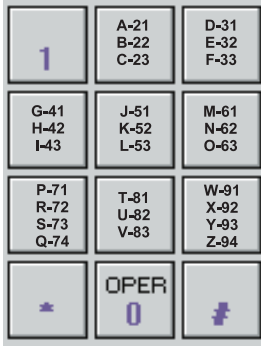 1
A-21
B-22
C-23
D-31
E-32
F-33
G-41
H-42
I-43
J-51
K-52
L-53
M-61
N-62
O-63
P-71
R-72
S-73
Q-74
T-81
U-82
V-83
W-91
X-92
Y-93
Z-94
*
OPER
0
#